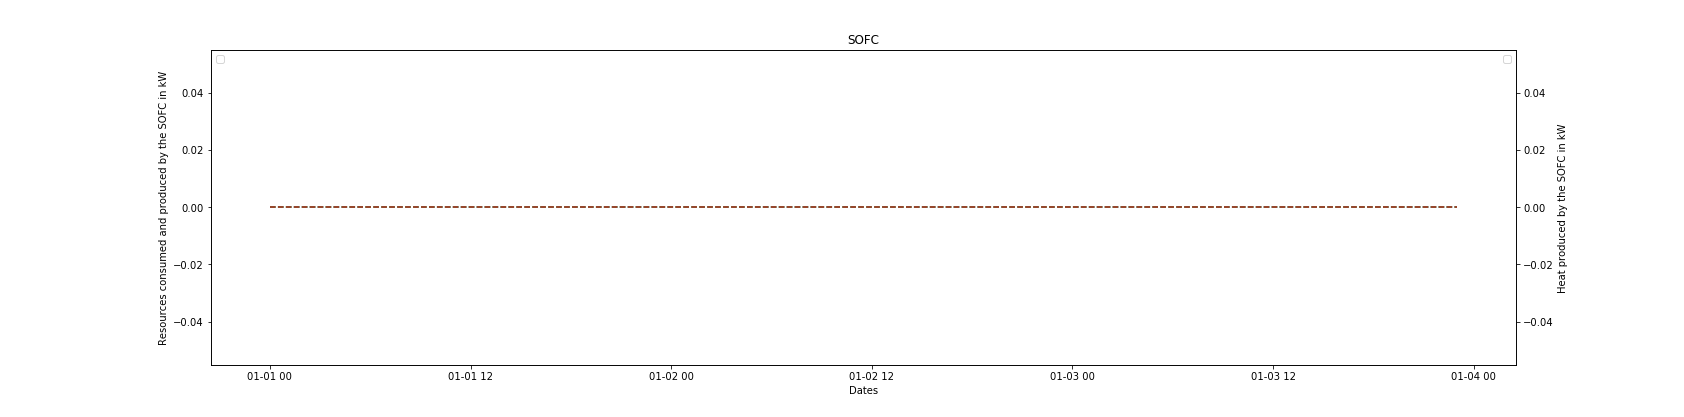 SOFC
Resources consumed and produced by the SOFC in kW
0.04
0.02
0.00
−0.02
−0.04
0.04
0.02
0.00
−0.02
−0.04
Heat produced by the SOFC in kW
01-01 00 01-01 12 01-02 00 01-02 12 01-03 00 01-03 12 01-04 00
Dates